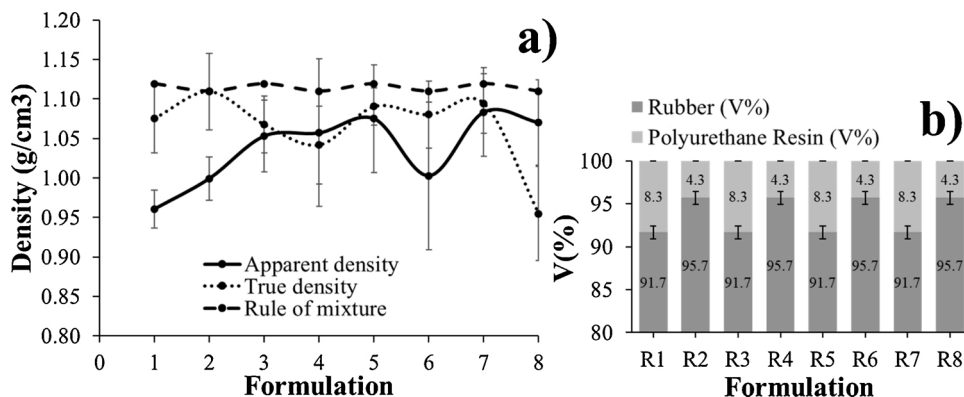 a)
Density (g/cm3)
1.20
1.15
1.10
1.05
1.00
0.95
0.90
0.85
0.80
Apparent density
True density
Rule of mixture
0 1 2 3 4 5 6 7 8
Formulation
b)
Rubber (V%)
Polyurethane Resin (V%)
V(%)
100
95
90
85
80
8.3 4.3 8.3 4.3 8.3 4.3 8.3 4.3
91.7 95.7 91.7 95.7 91.7 95.7 91.7 95.7
R1 R2 R3 R4 R5 R6 R7 R8
Formulation